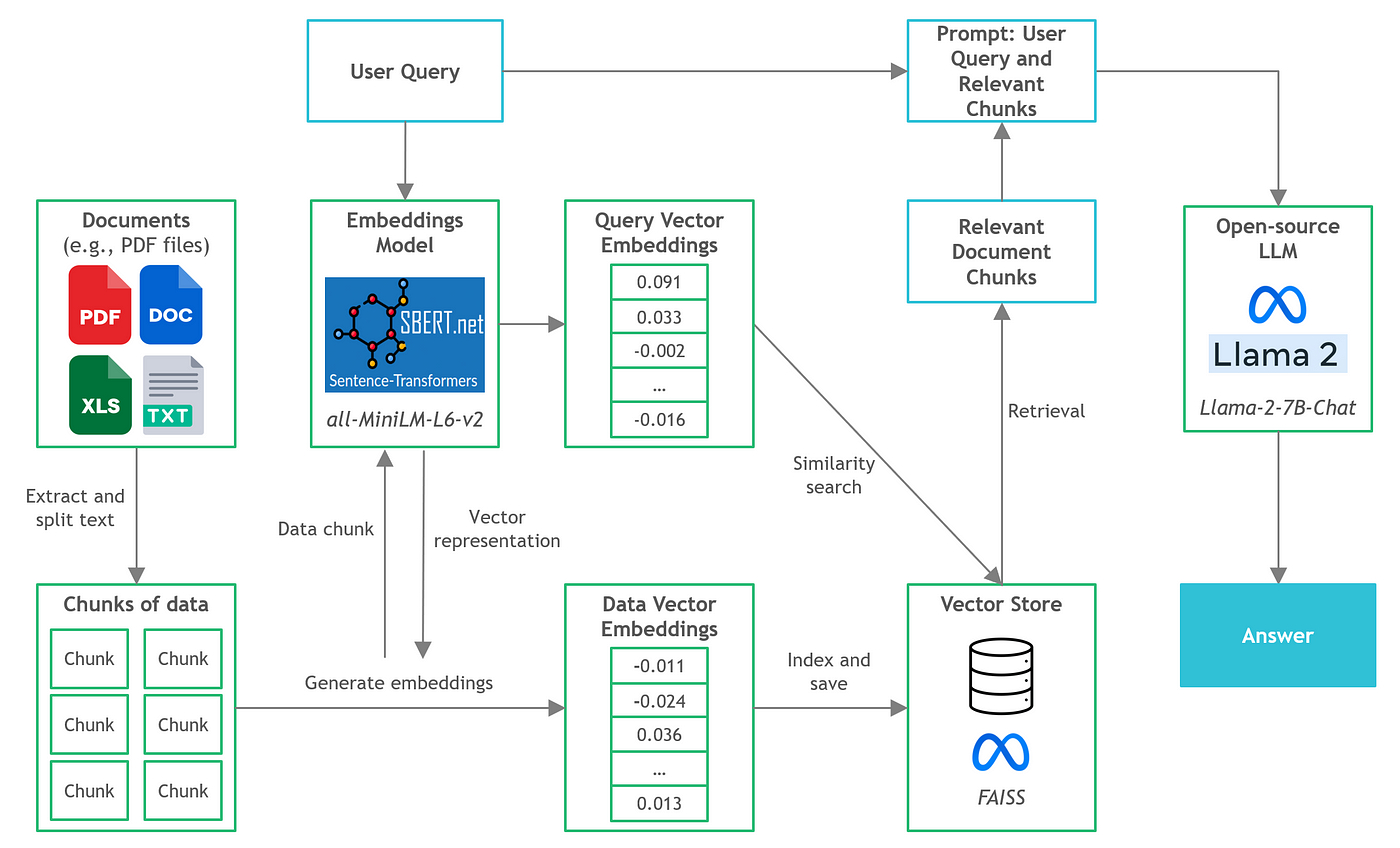 User Query
Prompt: User
Query and
Relevant
Chunks
Documents
(e.g., PDF files)
PDF
DOC
XLS
TXT
Embeddings
Model
SBERT.net
Sentence-Transformers
all-MiniLM-L6-v2
Query Vector
Embeddings
0.091
0.033
-0.002
...
-0.016
Relevant
Document
Chunks
Open-source
LLM
Llama 2
Llama-2-7B-Chat
Extract and
split text
Data chunk
Vector
representation
Similarity
search
Retrieval
Chunks of data
Chunk
Chunk
Chunk
Chunk
Chunk
Chunk
Generate embeddings
Data Vector
Embeddings
-0.011
-0.024
0.036
...
0.013
Index and
save
Vector Store
FAISS
Answer